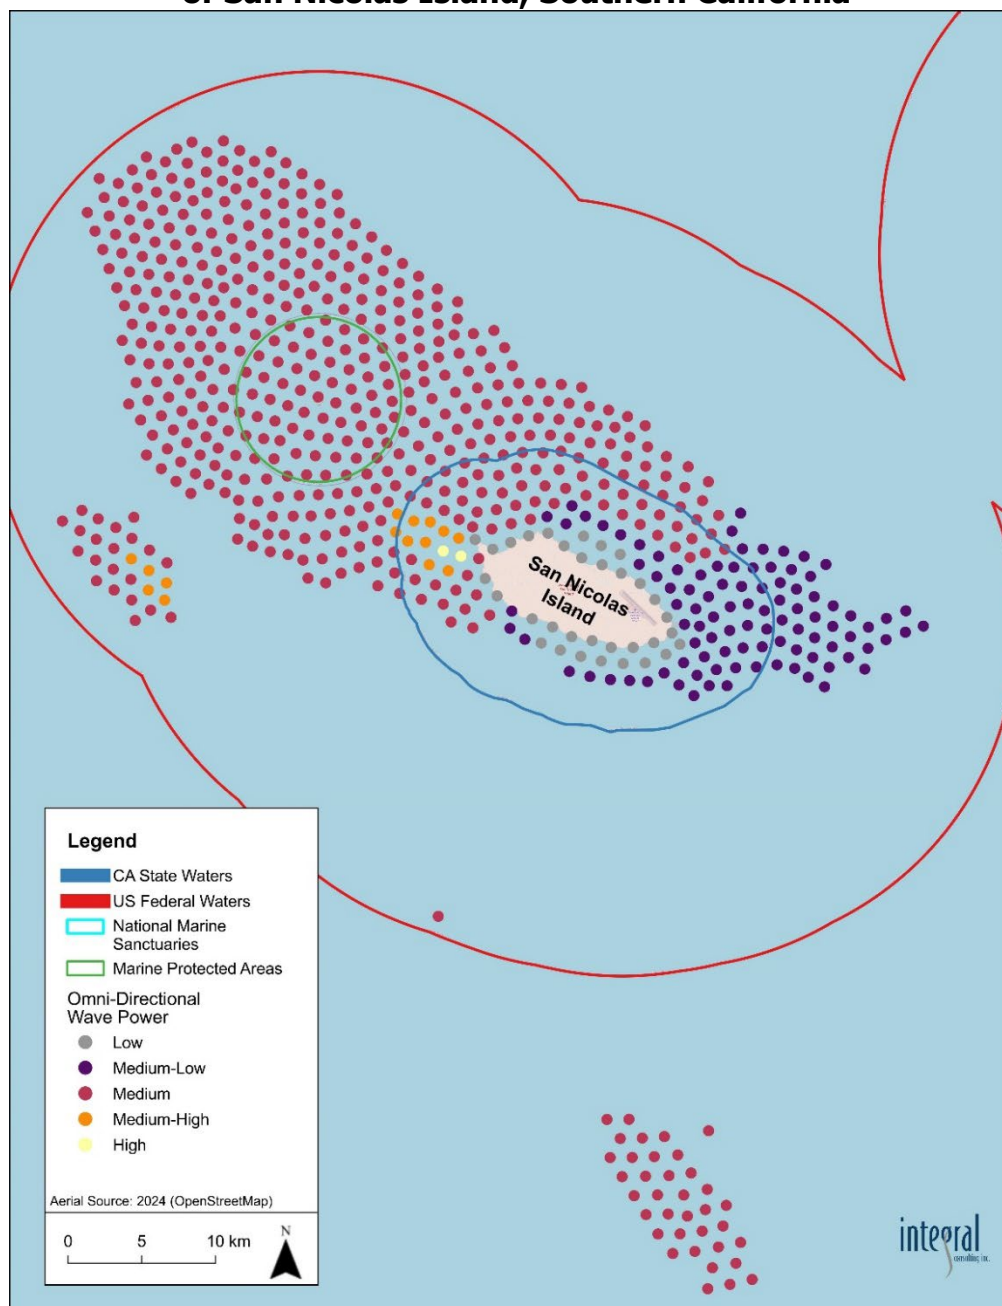 of San Nicolas Island, Southern California
San Nicolas
Island
Legend
CA State Waters
US Federal Waters
National Marine
Sanctuaries
Marine Protected Areas
Omni-Directional
Wave Power
Low
Medium-Low
Medium
Medium-High
High
Aerial Source: 2024 (OpenStreetMap)
0 5 10 km
N
integral
consulting inc.